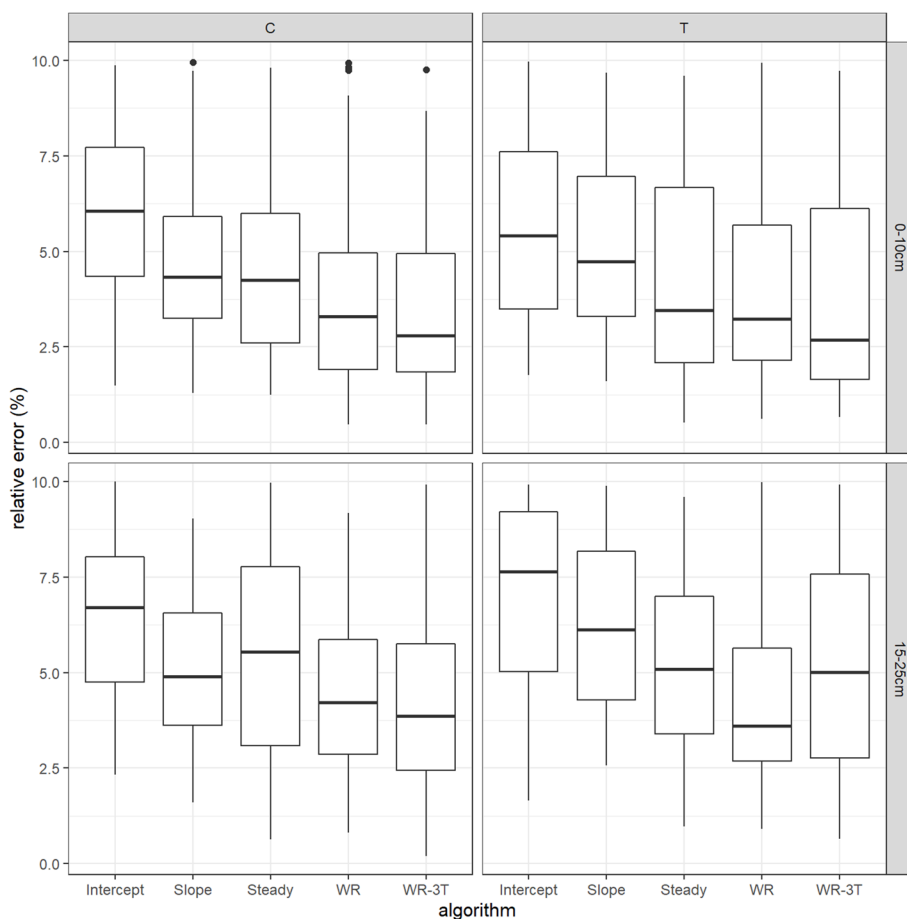 C
T
10.0
7.5
5.0
2.5
0.0
0-10cm
10.0
7.5
5.0
2.5
0.0
15-25cm
relative error (%)
Intercept Slope Steady WR WR-3T
Intercept Slope Steady WR WR-3T
algorithm